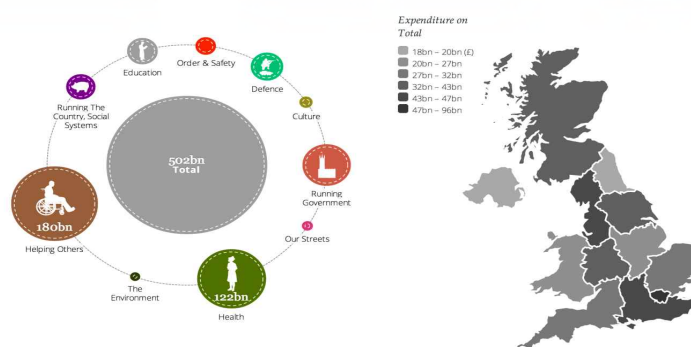 Expenditure on
Total
18bn – 20bn (£)
20bn – 27bn
27bn – 32bn
32bn – 43bn
43bn – 47bn
47bn – 96bn
Education
Order & Safety
Defence
Culture
Running The
Country, Social
Systems
502bn
Total
Running
Government
180bn
Helping Others
Our Streets
The
Environment
122bn
Health